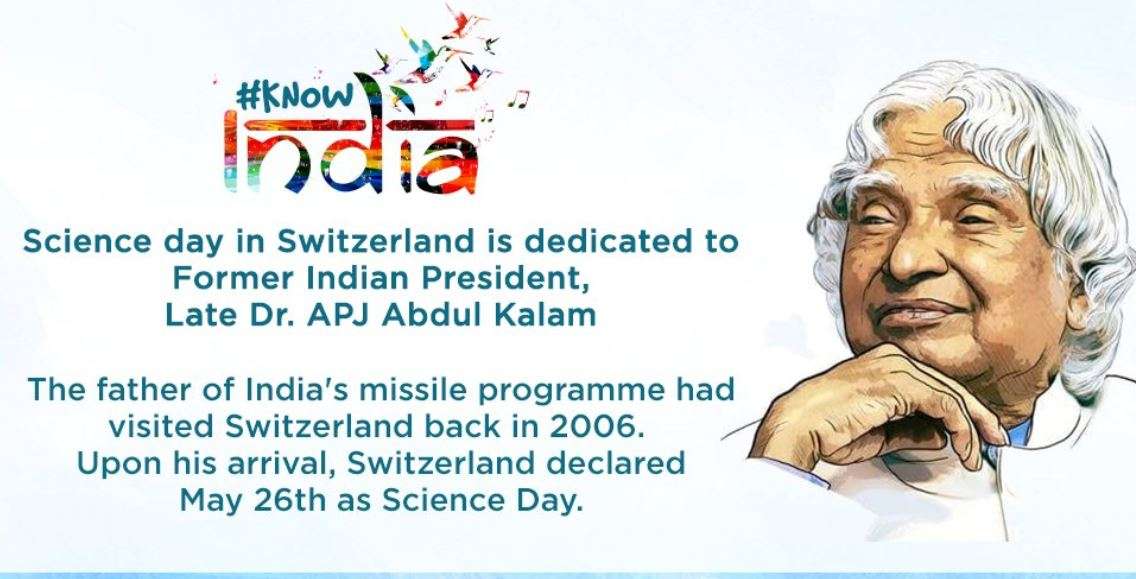 #KNOW
India
Science day in Switzerland is dedicated to
Former Indian President,
Late Dr. APJ Abdul Kalam
The father of India's missile programme had
visited Switzerland back in 2006.
Upon his arrival, Switzerland declared
May 26th as Science Day.